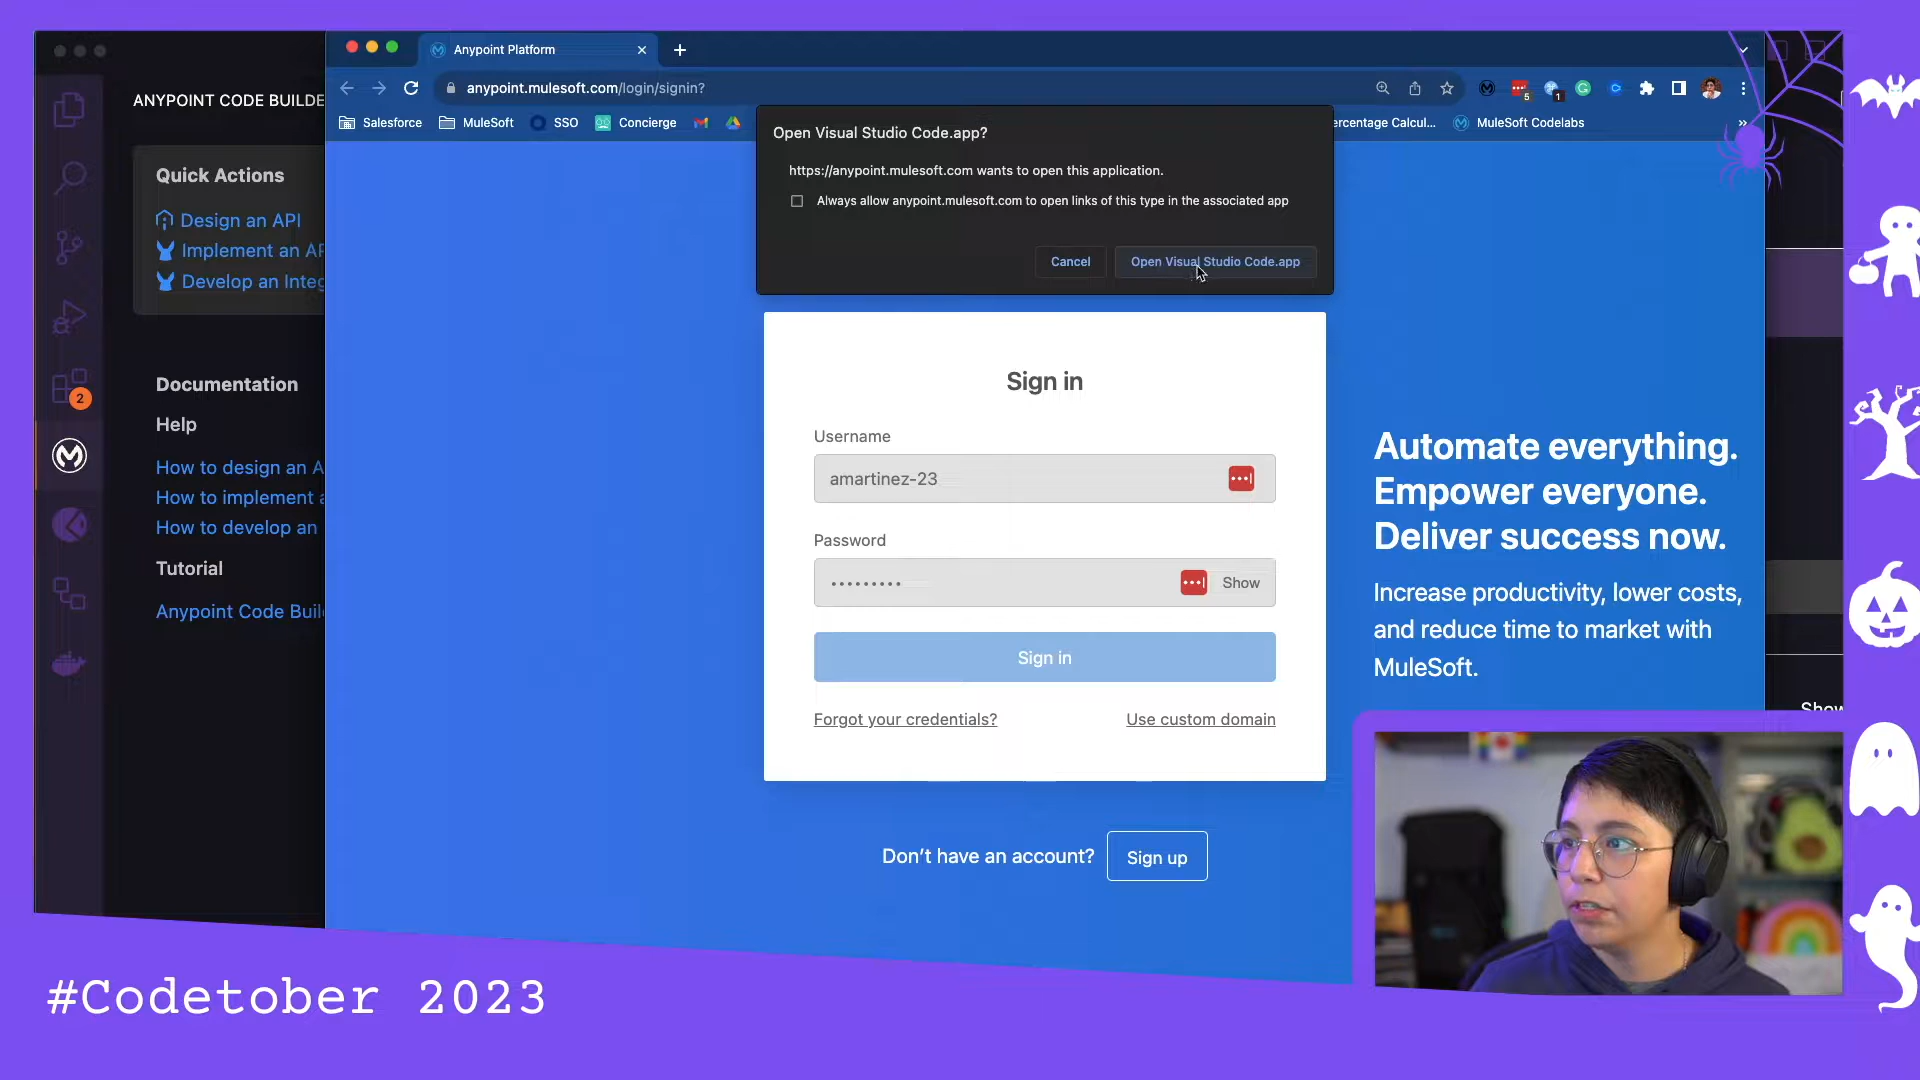 Anypoint Platform
anypoint.mulesoft.com/login/signin?
5
1
Salesforce
MuleSoft
SSO
Concierge
ercentage Calcul...
MuleSoft Codelabs
»
ANYPOINT CODE BUILDE
Quick Actions
Design an API
Implement an AP
Develop an Integ
Documentation
Help
How to design an A
How to implement a
How to develop an
Tutorial
Anypoint Code Buil
2
Open Visual Studio Code.app?
https://anypoint.mulesoft.com wants to open this application.
Always allow anypoint.mulesoft.com to open links of this type in the associated app
Cancel
Open Visual Studio Code.app
Sign in
Username
amartinez-23
Password
•••••••••
Show
Sign in
Forgot your credentials?
Use custom domain
Don't have an account?
Sign up
Automate everything.
Empower everyone.
Deliver success now.
Increase productivity, lower costs,
and reduce time to market with
MuleSoft.
Show
#Codetober 2023